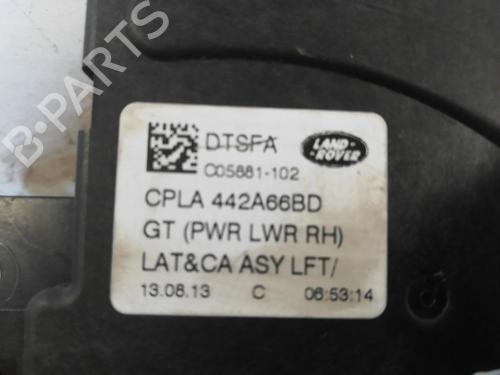 B-PARTS
DTSFA
LAND-
ROVER
C05881-102
CPLA 442A66BD
GT (PWR LWR RH)
LAT&CA ASY LFT/
13.08.13 C 06:53:14